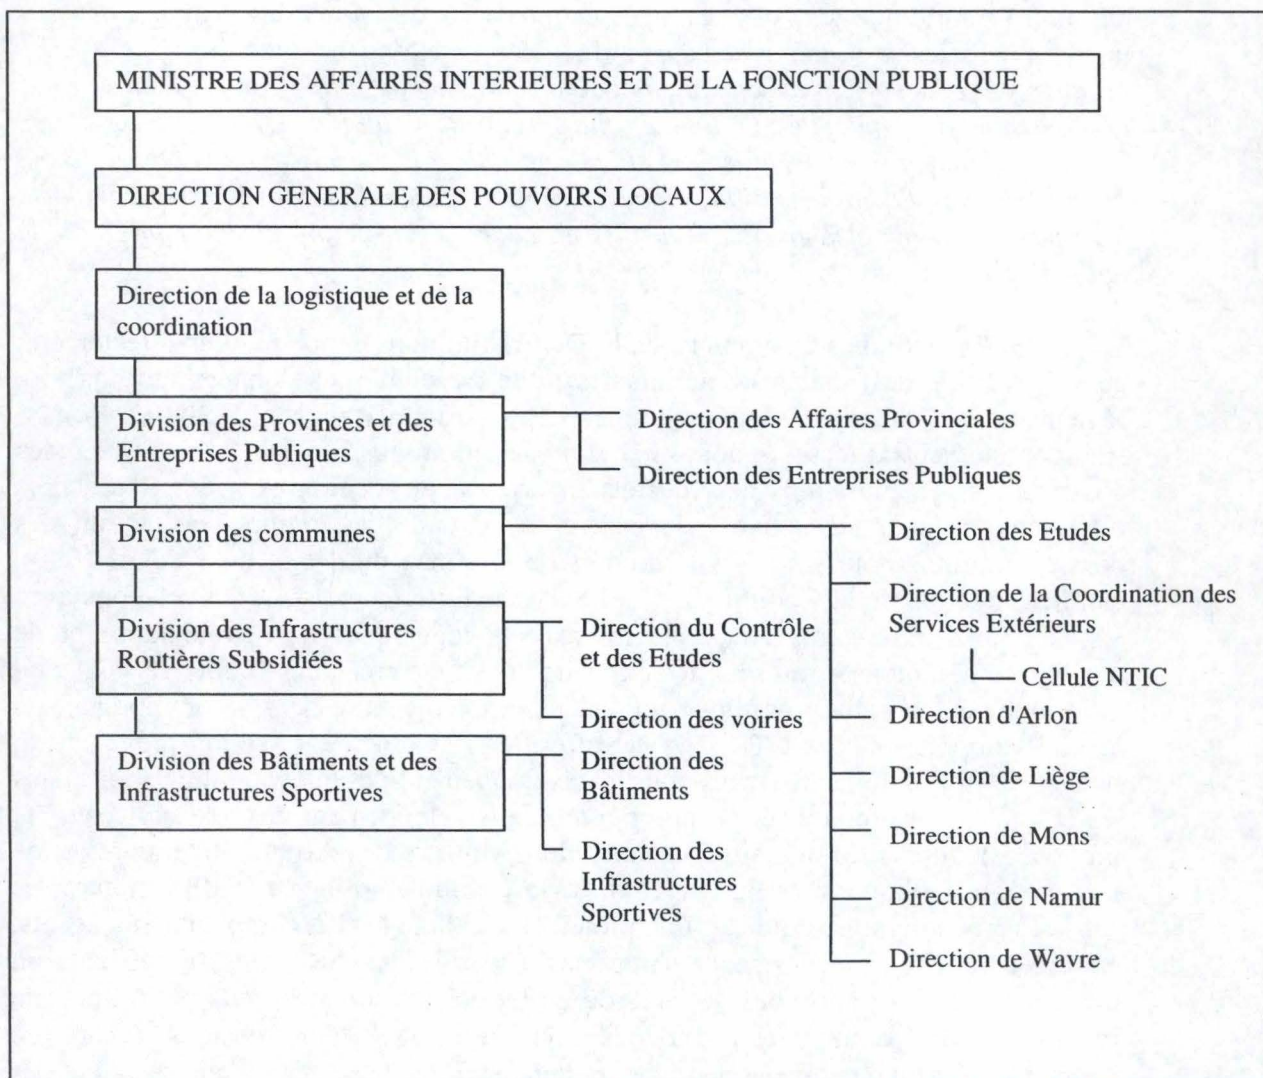 MINISTRE DES AFFAIRES INTERIEURES ET DE LA FONCTION PUBLIQUE
DIRECTION GENERALE DES POUVOIRS LOCAUX
Direction de la logistique et de la
coordination
Division des Provinces et des
Entreprises Publiques
Direction des Affaires Provinciales
Direction des Entreprises Publiques
Division des communes
Direction des Etudes
Direction de la Coordination des
Services Extérieurs
Cellule NTIC
Direction d'Arlon
Direction de Liège
Direction de Mons
Direction de Namur
Direction de Wavre
Division des Infrastructures
Routières Subsidiées
Direction du Contrôle
et des Etudes
Direction des voiries
Division des Bâtiments et des
Infrastructures Sportives
Direction des
Bâtiments
Direction des
Infrastructures
Sportives